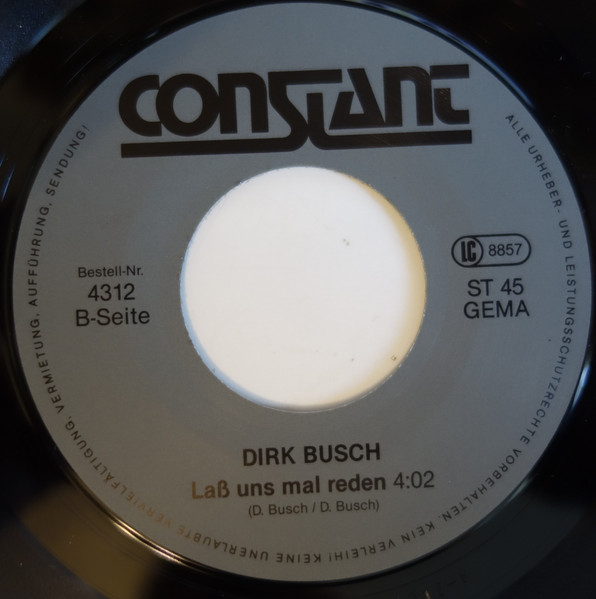 constant
Bestell-Nr.
4312
B-Seite
LC 8857
ST 45
GEMA
DIRK BUSCH
Laß uns mal reden 4:02
(D. Busch / D. Busch)
ALLE URHEBER- UND LEISTUNGSSCHUTZRECHTE VORBEHALTEN. KEIN VERLEIH! KEINE UNERLAUBTE VERVIELFÄLTIGUNG, VERMIETUNG, AUFFÜHRUNG, SENDUNG!